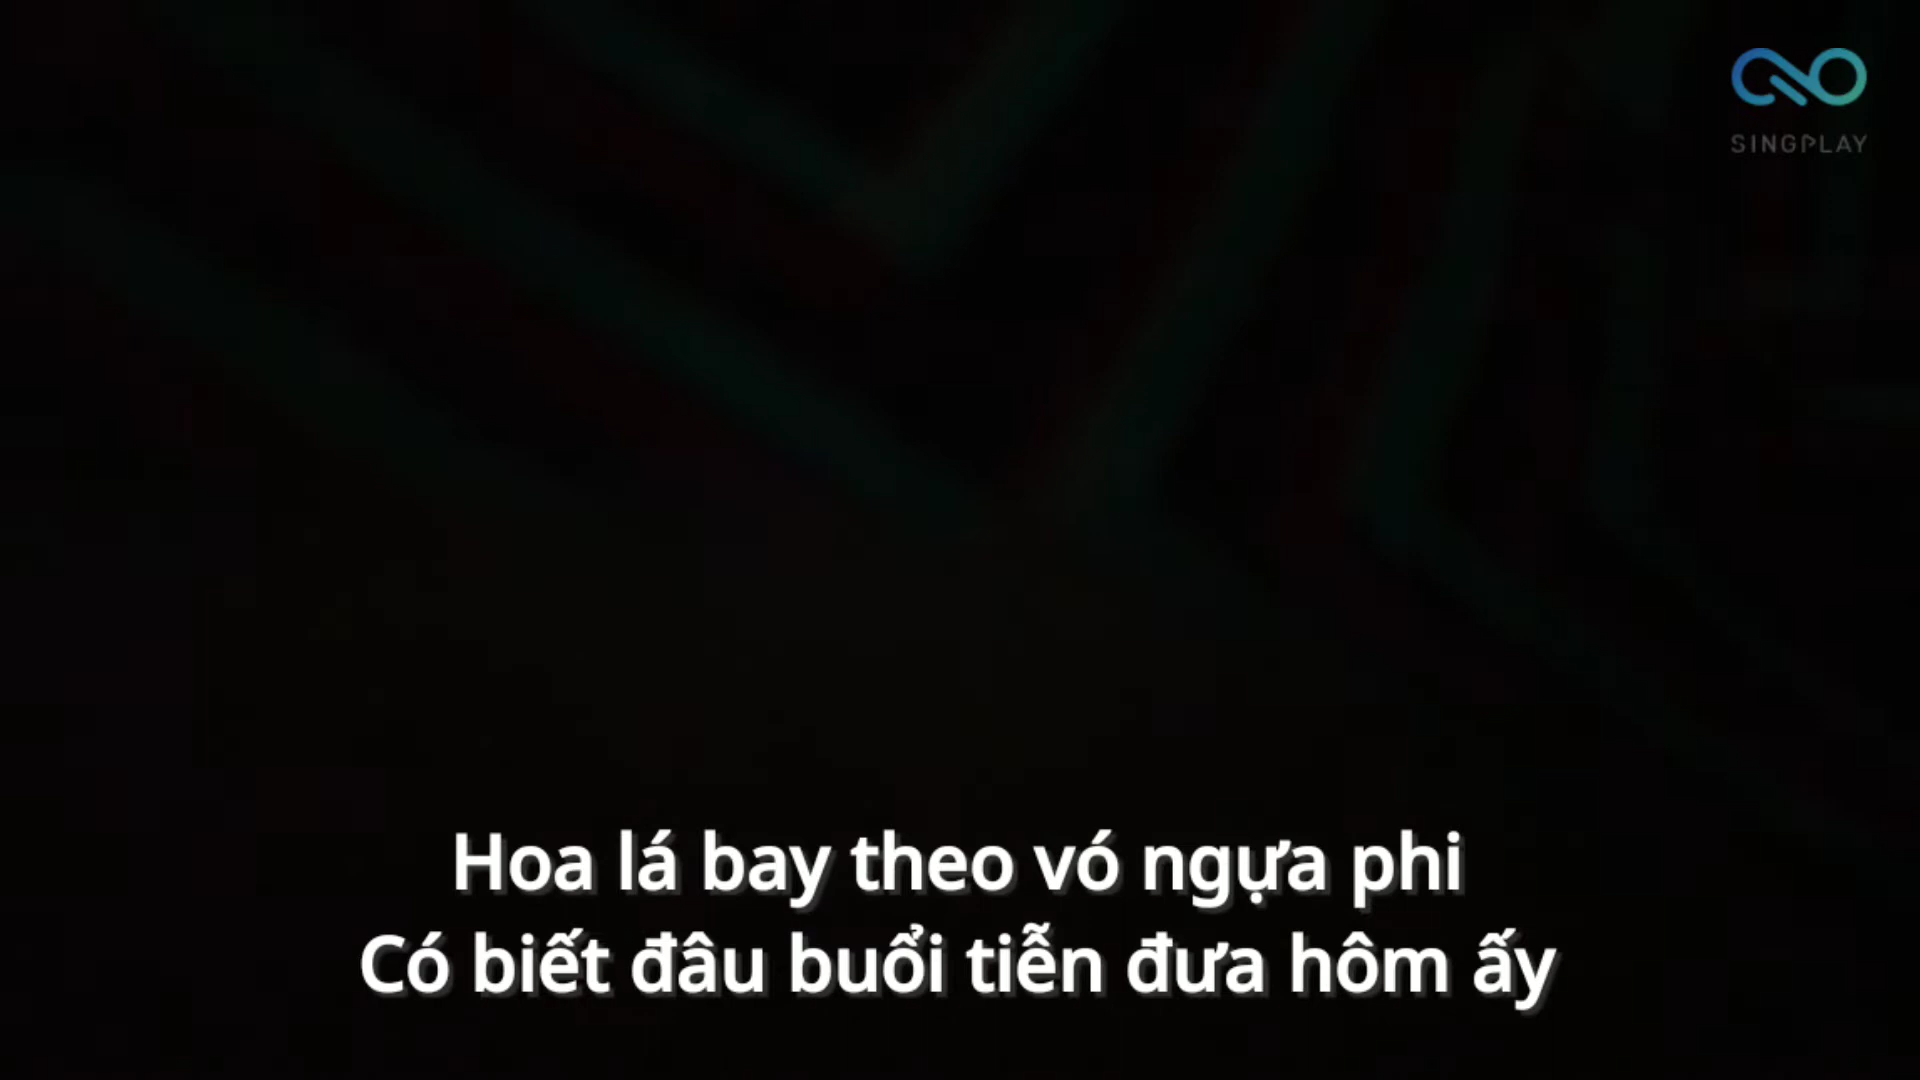 SINGPLAY
Hoa lá bay theo vó ngựa phi
Có biết đâu buổi tiễn đưa hôm ấy